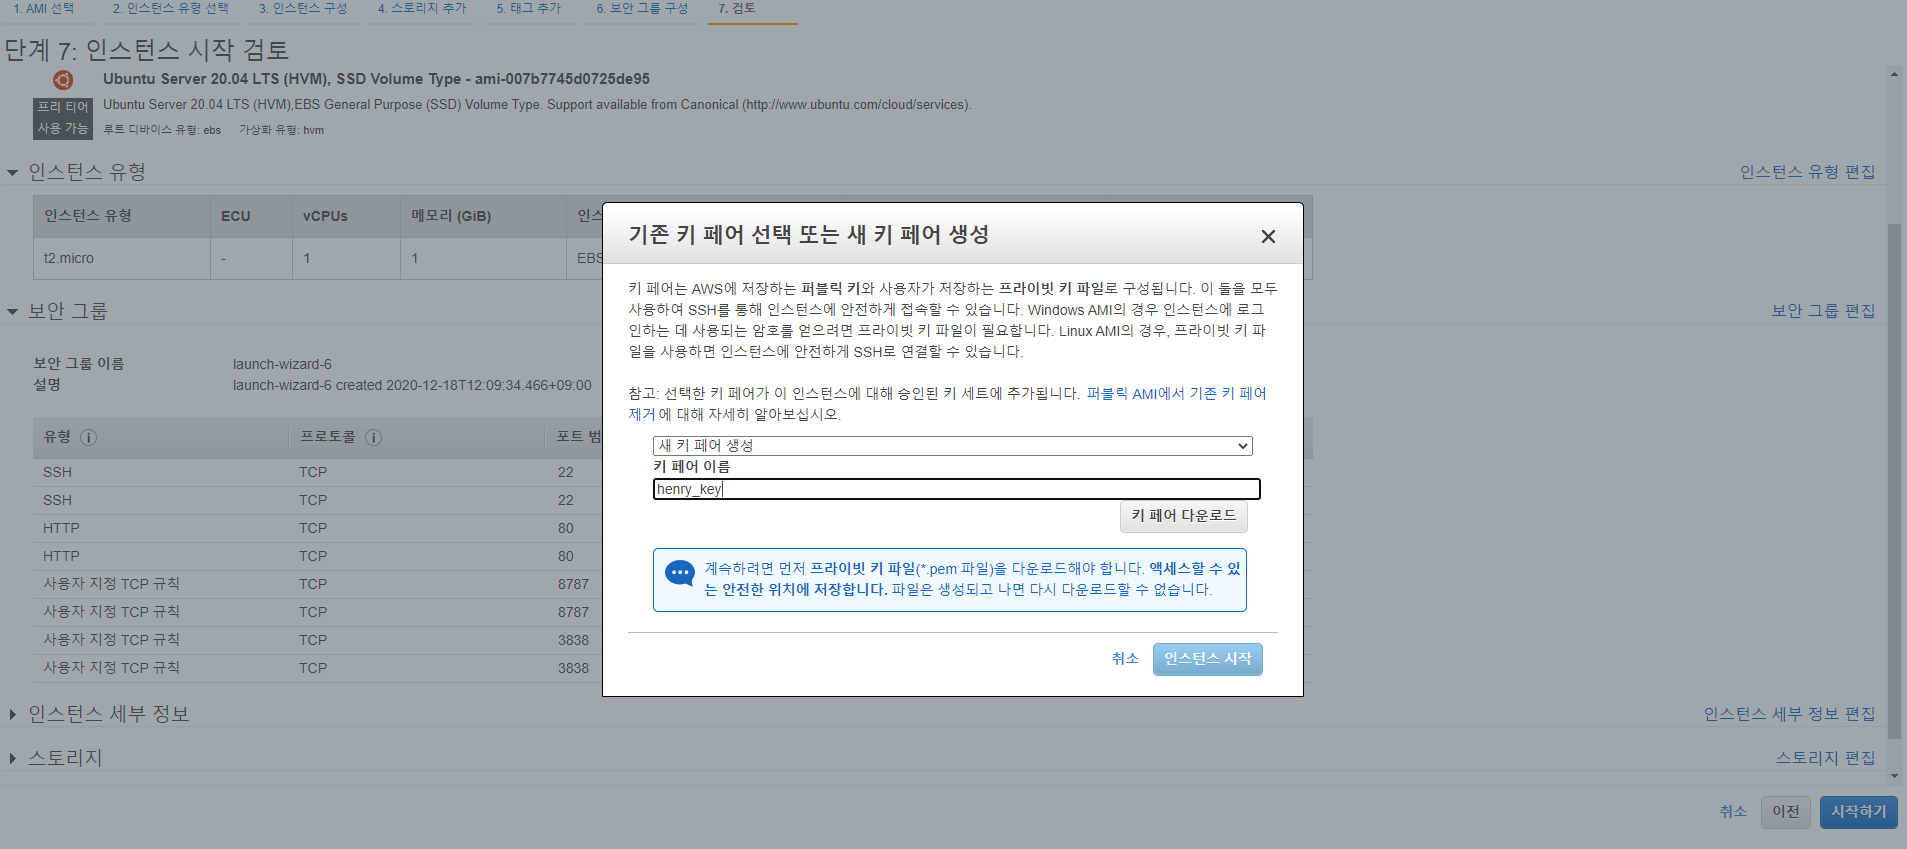 1. AMI 선택 2. 인스턴스 유형 선택 3. 인스턴스 구성 4. 스토리지 추가 5. 태그 추가 6. 보안 그룹 구성 7. 검토
단계 7: 인스턴스 시작 검토
Ubuntu Server 20.04 LTS (HVM), SSD Volume Type - ami-007b7745d0725de95
프리 티어
사용 가능
Ubuntu Server 20.04 LTS (HVM),EBS General Purpose (SSD) Volume Type. Support available from Canonical (http://www.ubuntu.com/cloud/services).
루트 디바이스 유형: ebs 가상화 유형: hvm
인스턴스 유형 인스턴스 유형 편집
인스턴스 유형 ECU vCPUs 메모리 (GiB) 인스
t2.micro - 1 1 EBS
보안 그룹 보안 그룹 편집
보안 그룹 이름 launch-wizard-6
설명 launch-wizard-6 created 2020-12-18T12:09:34.466+09:00
유형 프로토콜 포트 범
SSH TCP 22
SSH TCP 22
HTTP TCP 80
HTTP TCP 80
사용자 지정 TCP 규칙 TCP 8787
사용자 지정 TCP 규칙 TCP 8787
사용자 지정 TCP 규칙 TCP 3838
사용자 지정 TCP 규칙 TCP 3838
인스턴스 세부 정보 인스턴스 세부 정보 편집
스토리지 스토리지 편집
취소 이전 시작하기
기존 키 페어 선택 또는 새 키 페어 생성
키 페어는 AWS에 저장하는 퍼블릭 키와 사용자가 저장하는 프라이빗 키 파일로 구성됩니다. 이 둘을 모두
사용하여 SSH를 통해 인스턴스에 안전하게 접속할 수 있습니다. Windows AMI의 경우 인스턴스에 로그
인하는 데 사용되는 암호를 얻으려면 프라이빗 키 파일이 필요합니다. Linux AMI의 경우, 프라이빗 키 파
일을 사용하면 인스턴스에 안전하게 SSH로 연결할 수 있습니다.
참고: 선택한 키 페어가 이 인스턴스에 대해 승인된 키 세트에 추가됩니다. 퍼블릭 AMI에서 기존 키 페어
제거 에 대해 자세히 알아보십시오.
새 키 페어 생성
키 페어 이름
henry_key
키 페어 다운로드
계속하려면 먼저 프라이빗 키 파일(*.pem 파일)을 다운로드해야 합니다. 액세스할 수 있
는 안전한 위치에 저장합니다. 파일은 생성되고 나면 다시 다운로드할 수 없습니다.
취소 인스턴스 시작